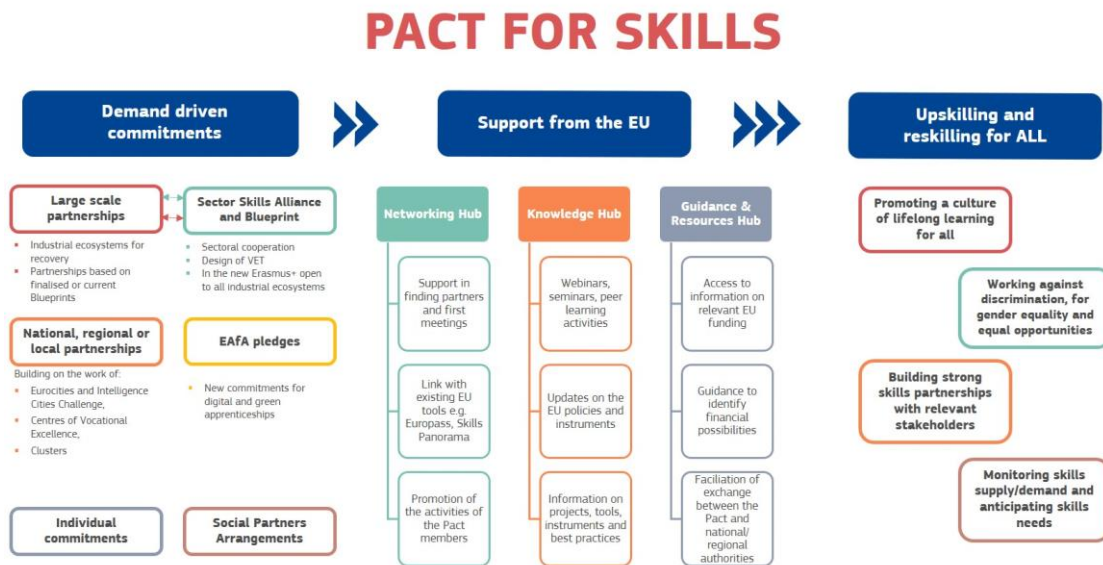 PACT FOR SKILLS
Demand driven
commitments
Support from the EU
Upskilling and
reskilling for ALL
Large scale
partnerships
Industrial ecosystems for
recovery
Partnerships based on
finalised or current
Blueprints
Sector Skills Alliance
and Blueprint
Sectoral cooperation
Design of VET
In the new Erasmus+ open
to all industrial ecosystems
National, regional or
local partnerships
Building on the work of:
Eurocities and Intelligence
Cities Challenge,
Centres of Vocational
Excellence,
Clusters
EAfA pledges
New commitments for
digital and green
apprenticeships
Individual
commitments
Social Partners
Arrangements
Networking Hub
Support in
finding partners
and first
meetings
Link with
existing EU
tools e.g.
Europass, Skills
Panorama
Promotion of
the activities of
the Pact
members
Knowledge Hub
Webinars,
seminars, peer
learning
activities
Updates on the
EU policies and
instruments
Information on
projects, tools,
instruments and
best practices
Guidance &
Resources Hub
Access to
information on
relevant EU
funding
Guidance to
identify
financial
possibilities
Faciliation of
exchange
between the
Pact and
national/
regional
authorities
Promoting a culture
of lifelong learning
for all
Working against
discrimination, for
gender equality and
equal opportunities
Building strong
skills partnerships
with relevant
stakeholders
Monitoring skills
supply/demand and
anticipating skills
needs